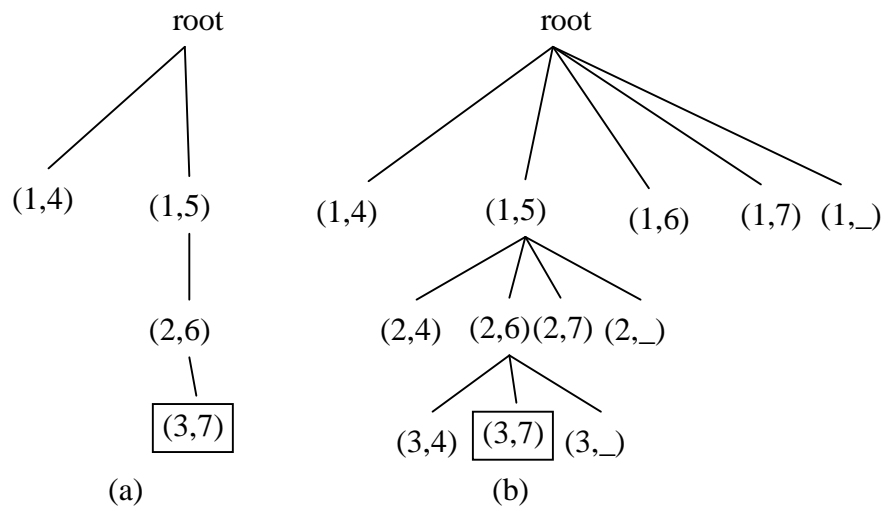 root root
(1,4) (1,5) (1,4) (1,5) (1,6) (1,7) (1,_)
(2,6) (2,4) (2,6) (2,7) (2,_)
(3,7) (3,4) (3,7) (3,_)
(a) (b)